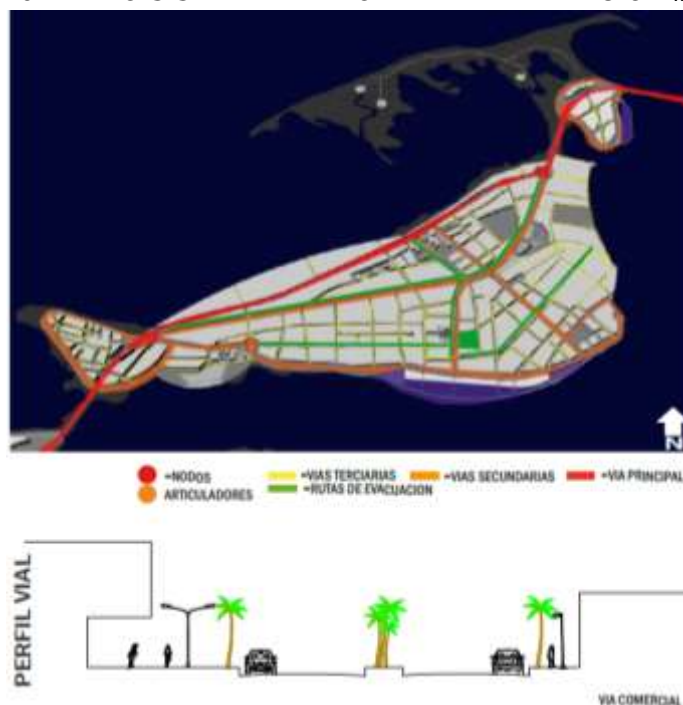 N
=NODOS
=VIAS TERCIARIAS
=VIAS SECUNDARIAS
=VIA PRINCIPAL
ARTICULADORES
=RUTAS DE EVACUACION
PERFIL VIAL
VIA COMERCIAL